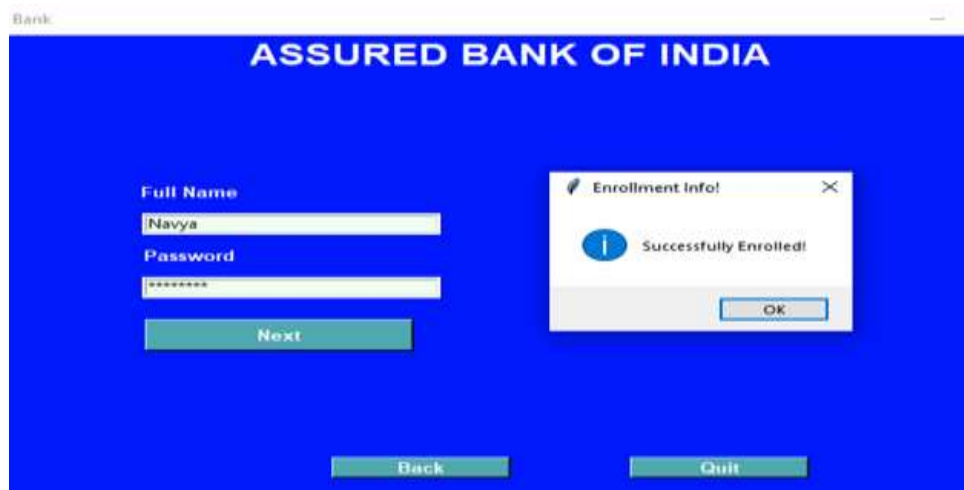 Bank
ASSURED BANK OF INDIA
Full Name
Navya
Password
********
Next
Enrollment Info!
i
Successfully Enrolled!
OK
Back
Quit